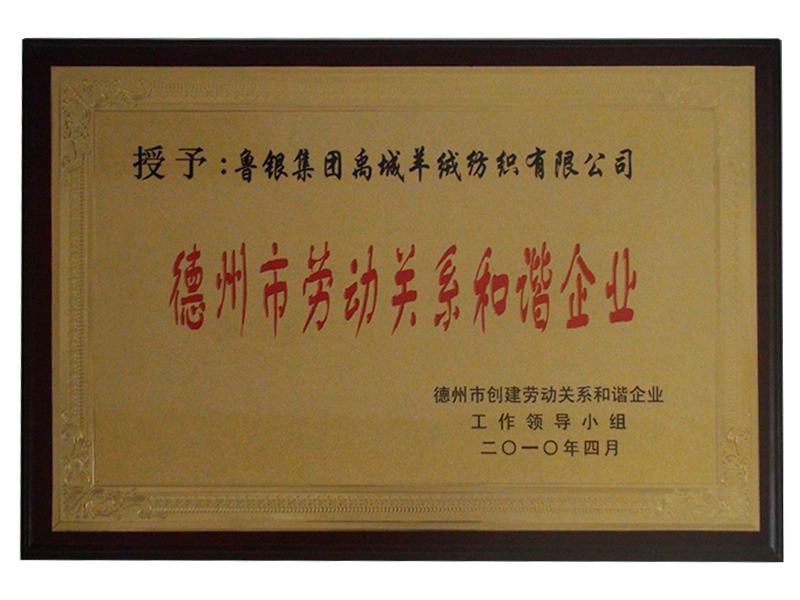 授予：鲁银集团禹城羊绒纺织有限公司
德州市劳动关系和谐企业
德州市创建劳动关系和谐企业
工作领导小组
二〇一〇年四月